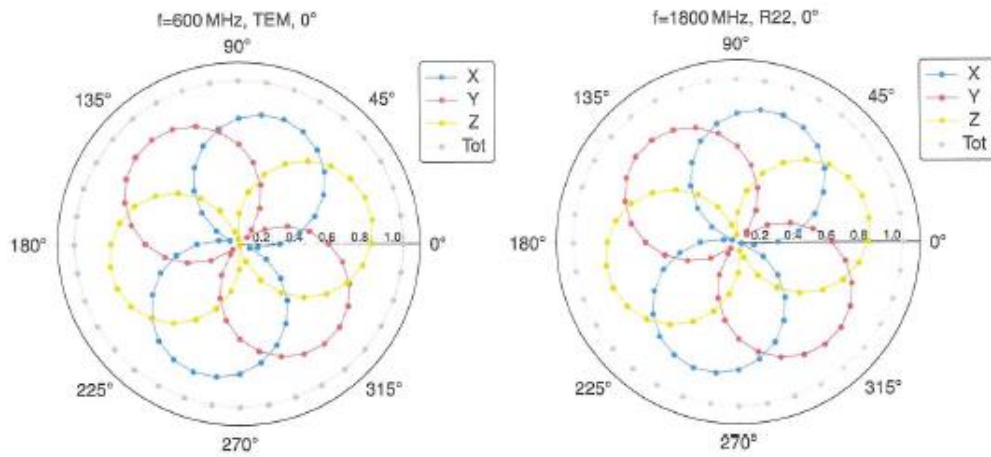 f=600 MHz, TEM, 0°
90°
135°
45°
180°
0.2 0.4 0.6 0.8 1.0
0°
225°
315°
270°
X
Y
Z
Tot
f=1800 MHz, R22, 0°
90°
135°
45°
180°
0.2 0.4 0.6 0.8 1.0
0°
225°
315°
270°
X
Y
Z
Tot